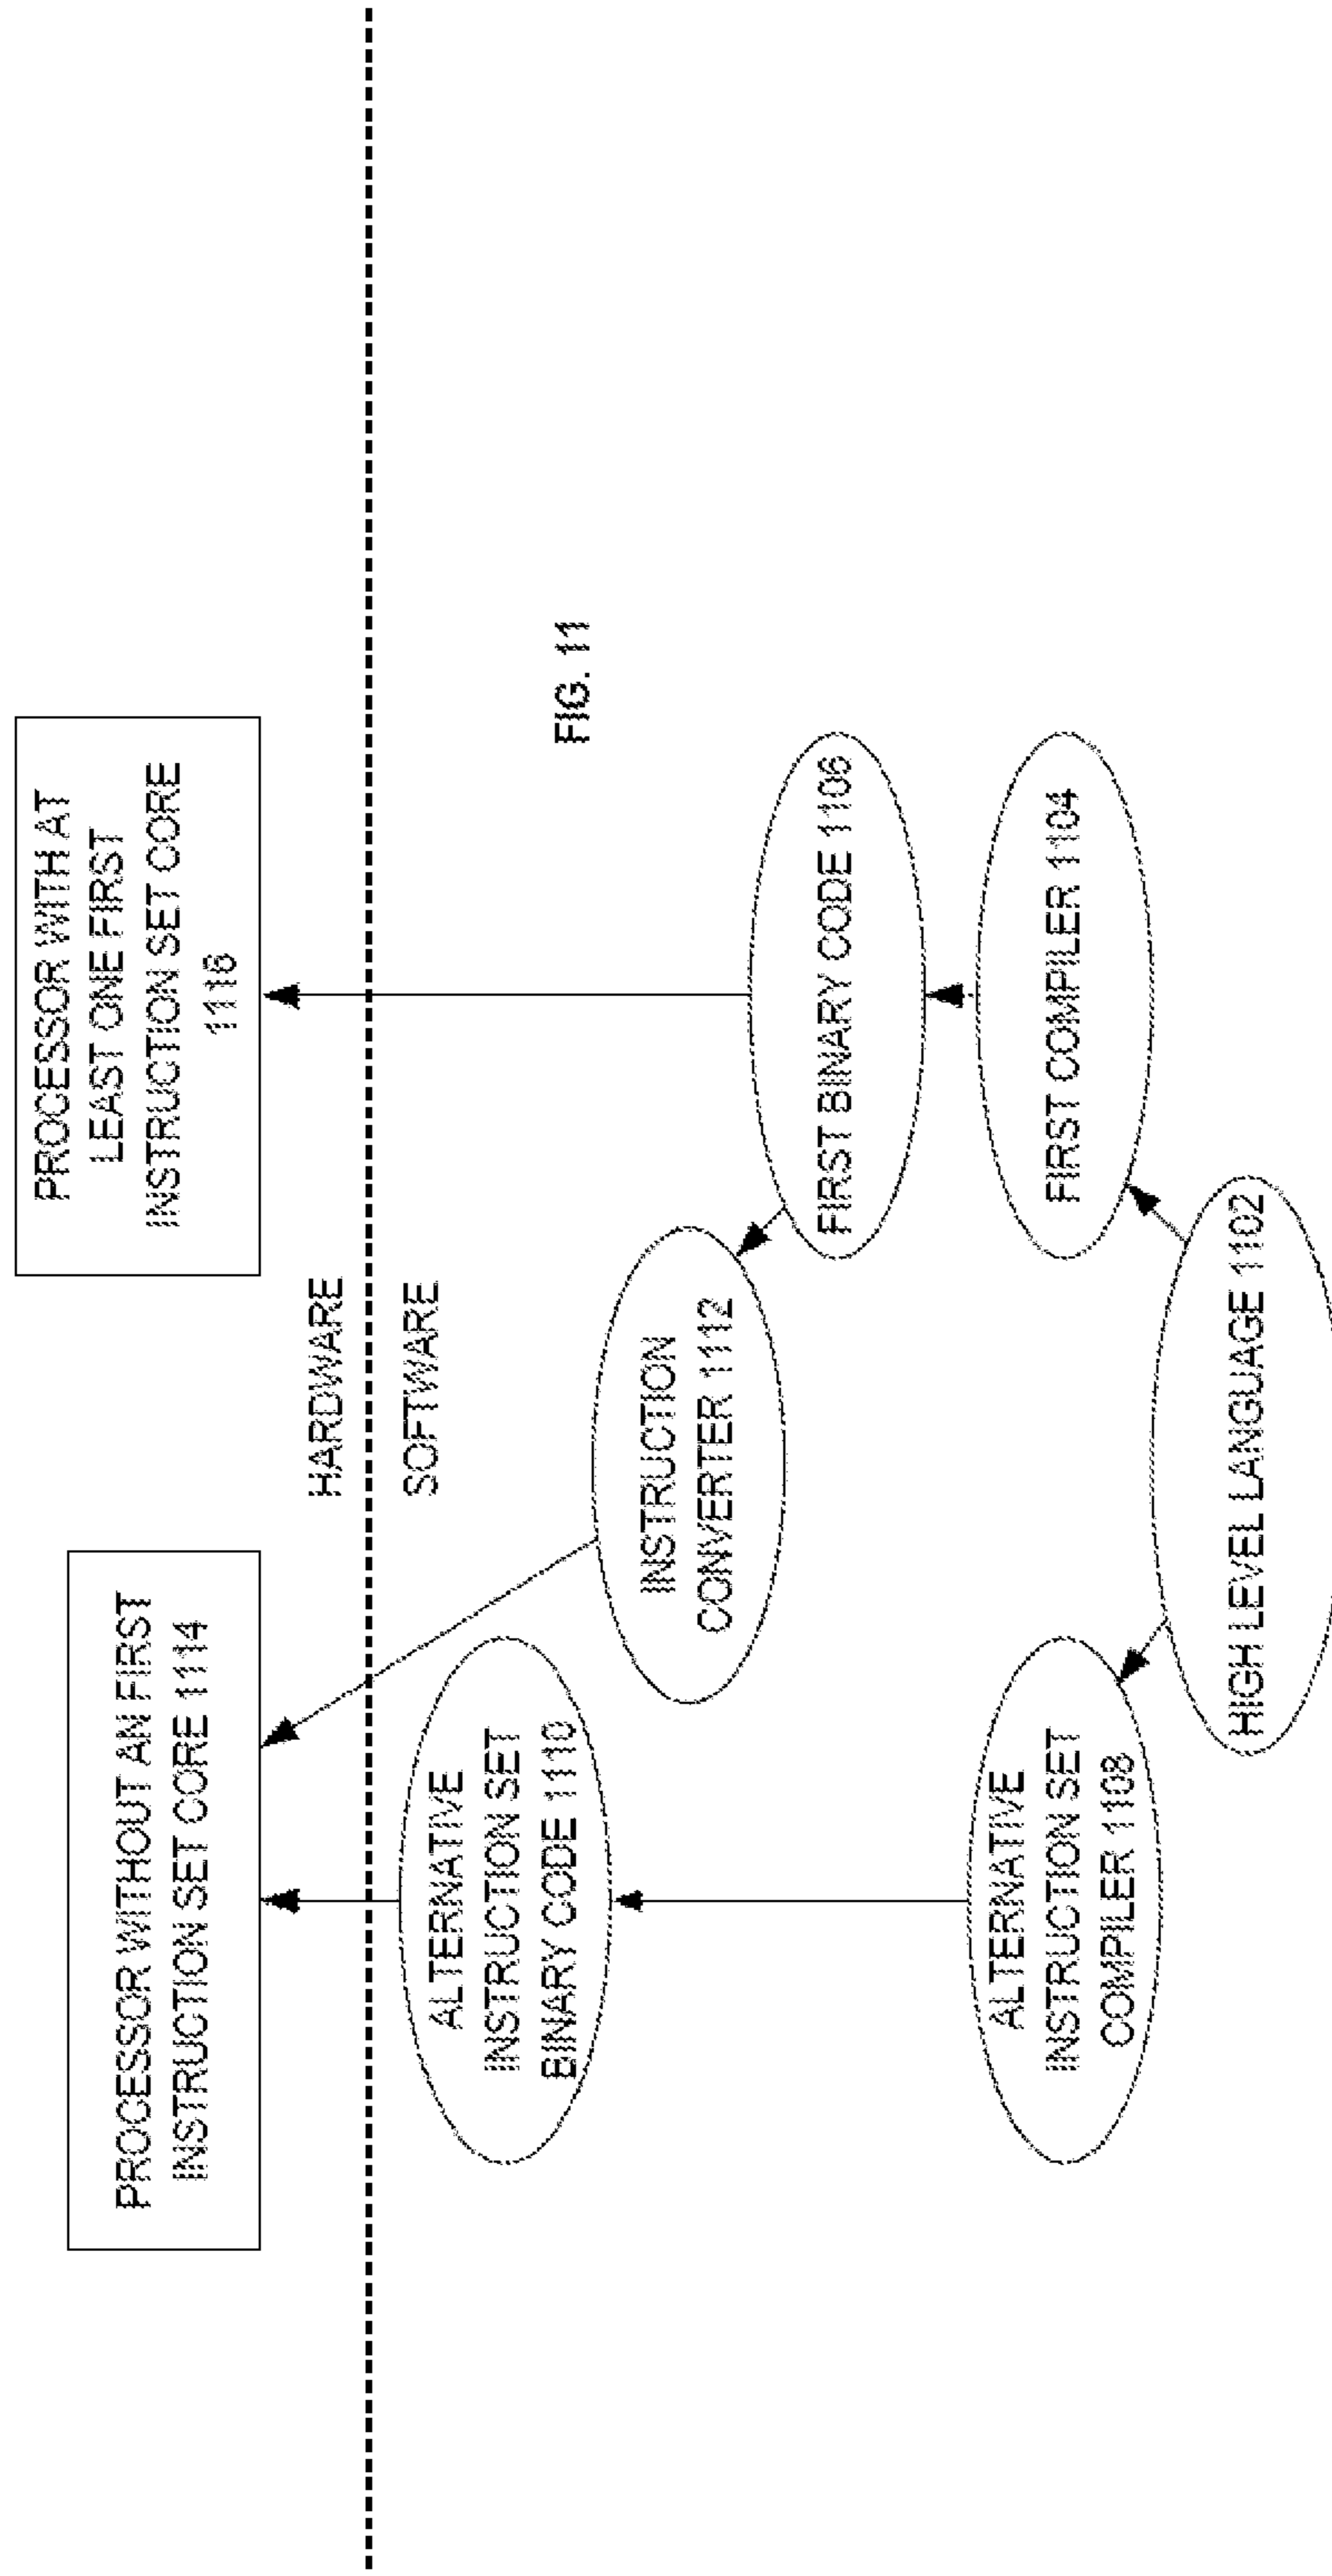 PROCESSOR WITHOUT AN FIRST
INSTRUCTION SET CORE 1114
PROCESSOR WITH AT
LEAST ONE FIRST
INSTRUCTION SET CORE
1116
HARDWARE
SOFTWARE
ALTERNATIVE
INSTRUCTION SET
BINARY CODE 1110
INSTRUCTION
CONVERTER 1112
FIG. 11
FIRST BINARY CODE 1106
ALTERNATIVE
INSTRUCTION SET
COMPILER 1108
FIRST COMPILER 1104
HIGH LEVEL LANGUAGE 1102